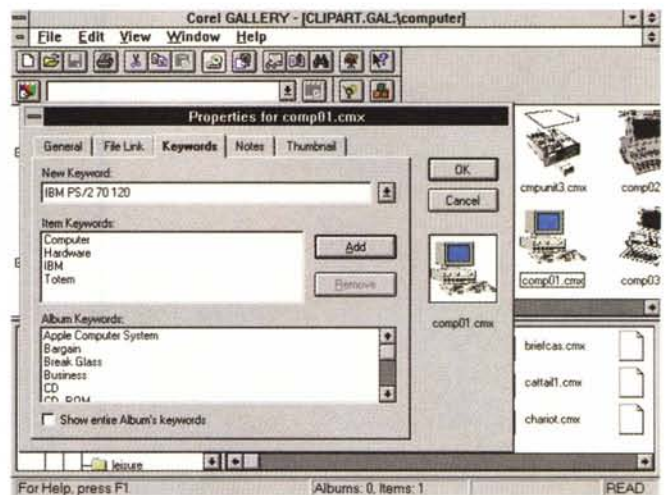 Corel GALLERY - [CLIPART.GAL:\computer]
File Edit View Window Help
Properties for comp01.cmx
General File Link Keywords Notes Thumbnail
New Keyword:
IBM PS/2 70 120
Item Keywords:
Computer
Hardware
IBM
Totem
Add
Remove
Album Keywords:
Apple Computer System
Bargain
Break Glass
Business
CD
CD-ROM
Show entire Album's keywords
OK
Cancel
comp01.cmx
cmpunit3.cmx
comp02
comp01.cmx
comp03
briefcas.cmx
cattail1.cmx
chariot.cmx
leisure
For Help, press F1
Albums: 0, Items: 1
READ